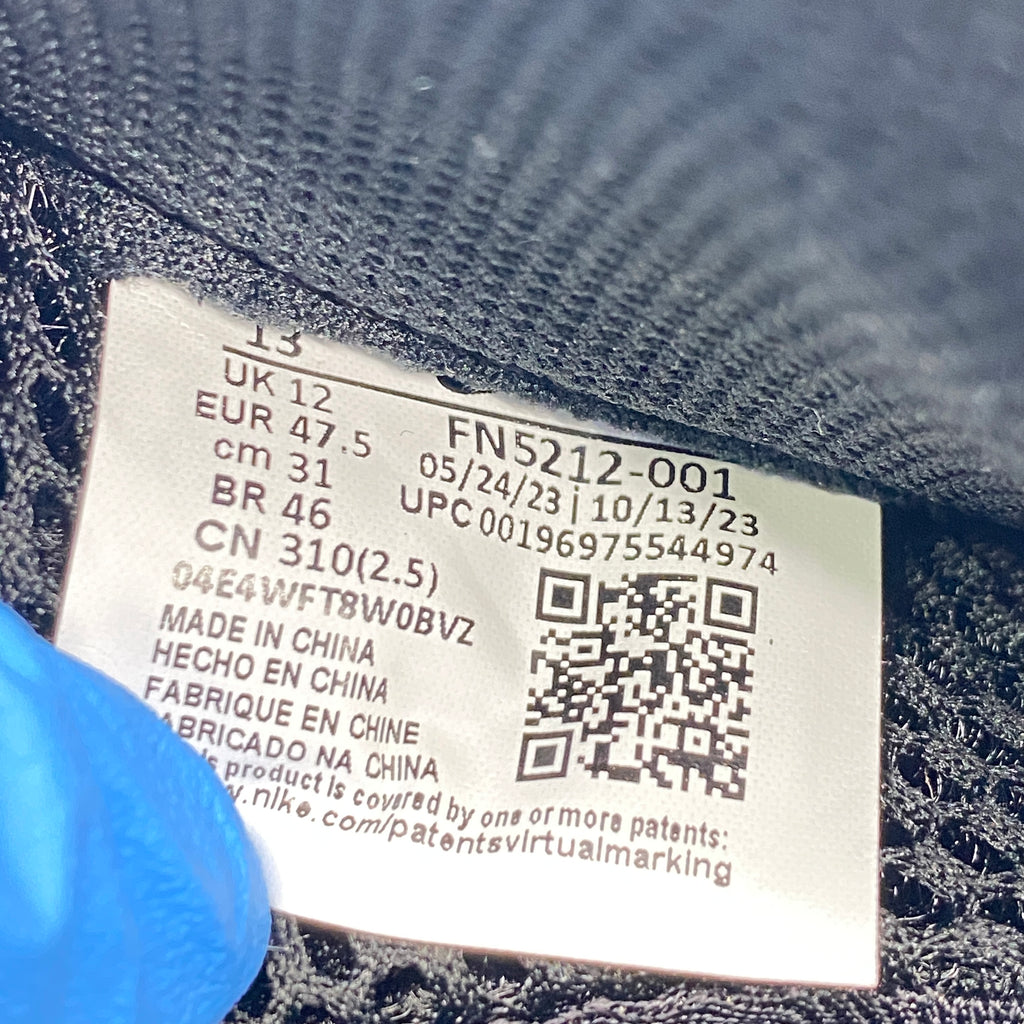 13
UK 12
EUR 47.5
cm 31
BR 46
CN 310(2.5)
04E4WFT8W0BVZ
FN5212-001
05/24/23 | 10/13/23
UPC 00196975544974
MADE IN CHINA
HECHO EN CHINA
FABRIQUE EN CHINE
ABRICADO NA CHINA
s product is covered by one or more patents:
.nike.com/patentsvirtualmarking